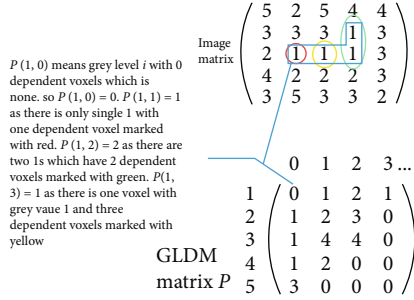 Image
matrix
5 2 5 4 4
3 3 3 1 3
2 1 1 1 3
4 2 2 2 3
3 5 3 3 2
P (1, 0) means grey level i with 0
dependent voxels which is
none. so P (1, 0) = 0. P (1, 1) = 1
as there is only single 1 with
one dependent voxel marked
with red. P (1, 2) = 2 as there are
two 1s which have 2 dependent
voxels marked with green. P(1,
3) = 1 as there is one voxel with
grey vaue 1 and three
dependent voxels marked with
yellow
GLDM
matrix P
0 1 2 3 ...
1 0 1 2 1
2 1 2 3 0
3 1 4 4 0
4 1 2 0 0
5 3 0 0 0